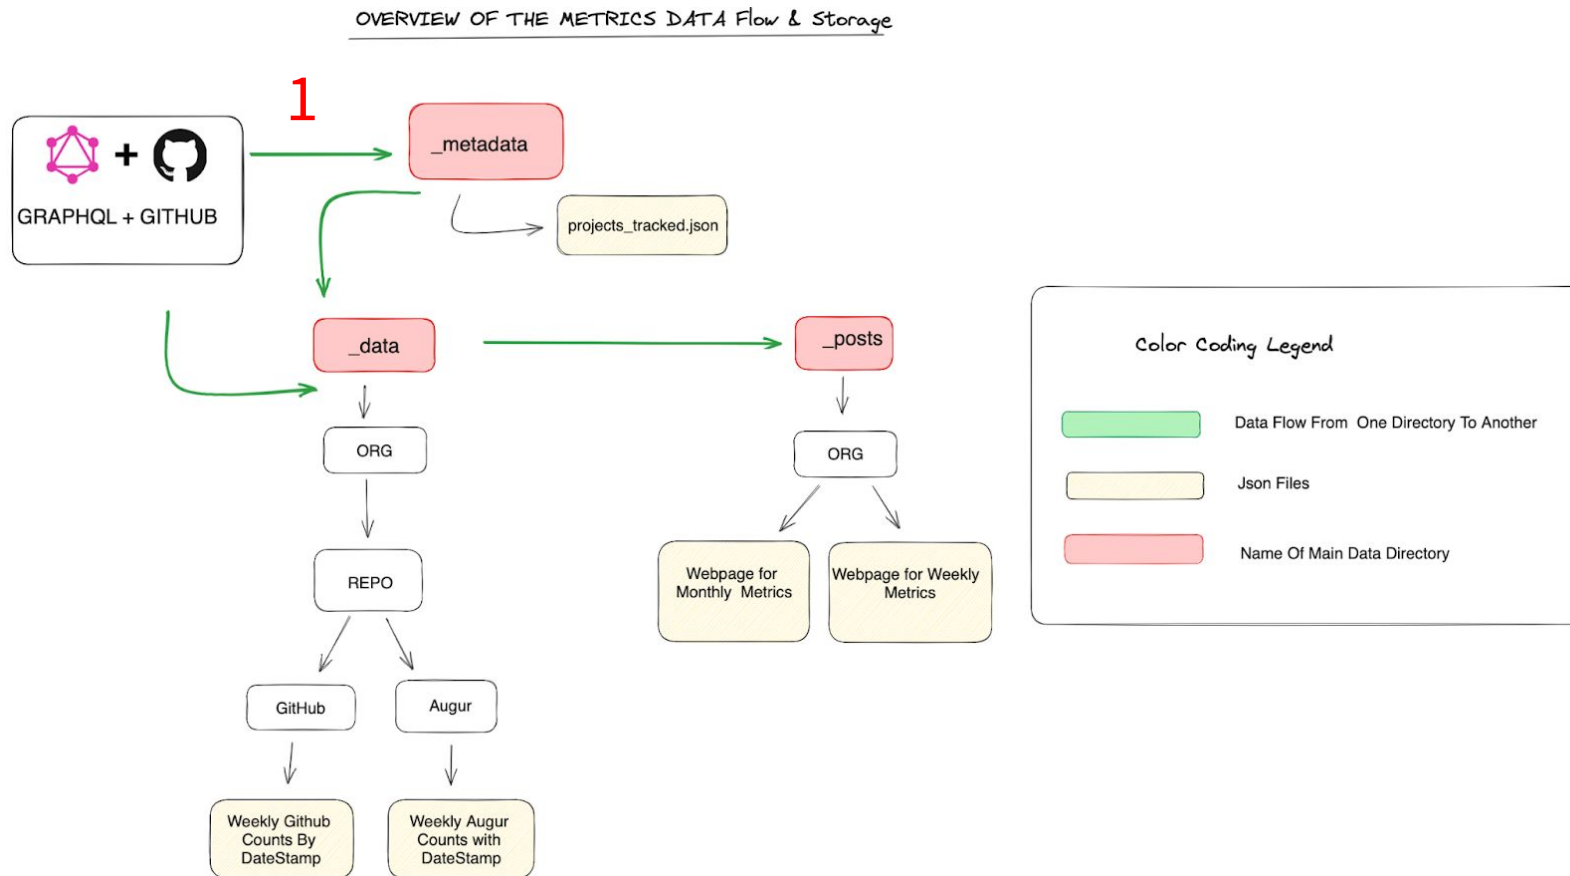 OVERVIEW OF THE METRICS DATA Flow & Storage
1
_metadata
GRAPHQL + GITHUB
projects_tracked.json
_data
_posts
Color Coding Legend
Data Flow From One Directory To Another
Json Files
Name Of Main Data Directory
ORG
ORG
REPO
Webpage for
Monthly Metrics
Webpage for Weekly
Metrics
GitHub
Augur
Weekly Github
Counts By
DateStamp
Weekly Augur
Counts with
DateStamp